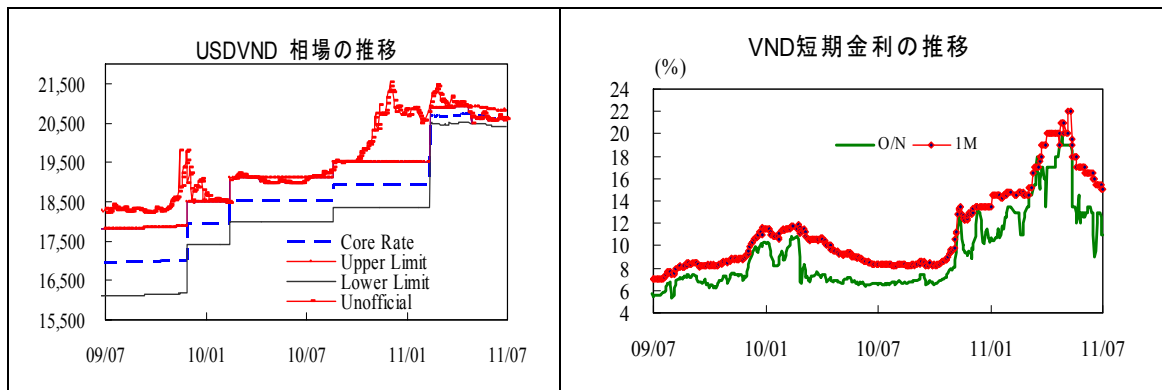 USDVND 相場の推移
21,500
20,500
19,500
18,500
17,500
16,500
15,500
Core Rate
Upper Limit
Lower Limit
Unofficial
09/07 10/01 10/07 11/01 11/07
VND短期金利の推移
(%)
24
22
20
18
16
14
12
10
8
6
4
O/N 1M
09/07 10/01 10/07 11/01 11/07